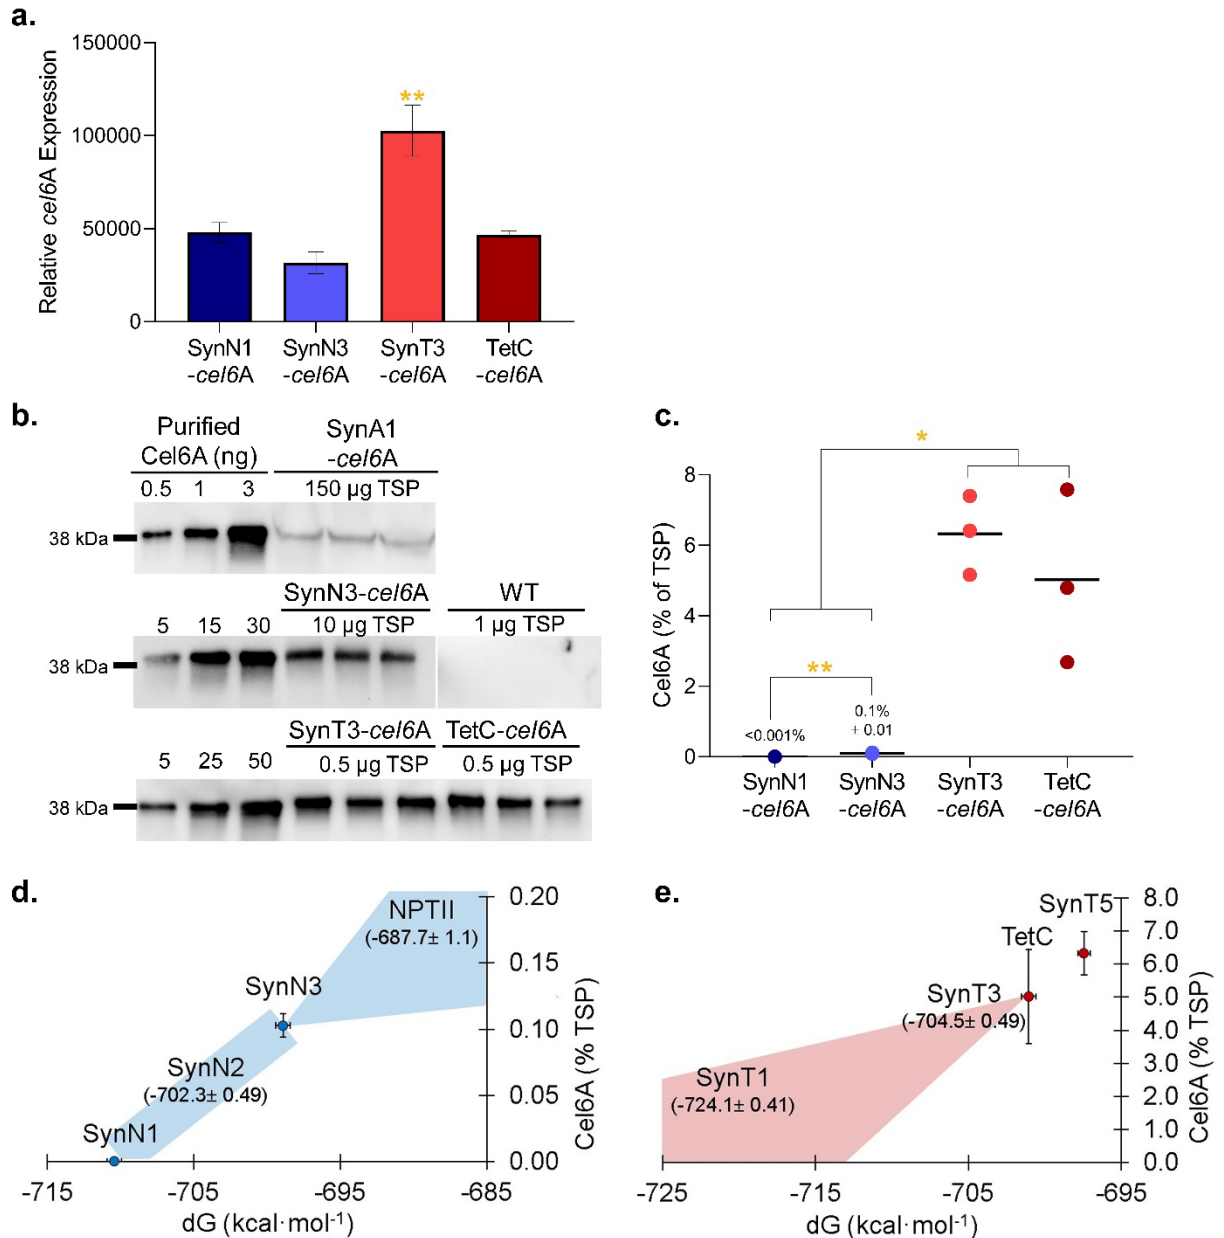 a.
Relative cel6A Expression
150000
100000
50000
0
**
SynN1
-cel6A
SynN3
-cel6A
SynT3
-cel6A
TetC
-cel6A
b.
Purified
Cel6A (ng)
SynA1
-cel6A
0.5 1 3 150 µg TSP
38 kDa
SynN3-cel6A WT
5 15 30 10 µg TSP 1 µg TSP
38 kDa
SynT3-cel6A TetC-cel6A
5 25 50 0.5 µg TSP 0.5 µg TSP
38 kDa
c.
Cel6A (% of TSP)
8
6
4
2
0
*
**
<0.001%
0.1%
+ 0.01
SynN1
-cel6A
SynN3
-cel6A
SynT3
-cel6A
TetC
-cel6A
d.
NPTII
(-687.7± 1.1)
SynN3
SynN2
(-702.3± 0.49)
SynN1
0.20
0.15
0.10
0.05
0.00
Cel6A (% TSP)
-715 -705 -695 -685
dG (kcal·mol⁻¹)
e.
SynT5
TetC
SynT3
(-704.5± 0.49)
SynT1
(-724.1± 0.41)
8.0
7.0
6.0
5.0
4.0
3.0
2.0
1.0
0.0
Cel6A (% TSP)
-725 -715 -705 -695
dG (kcal·mol⁻¹)